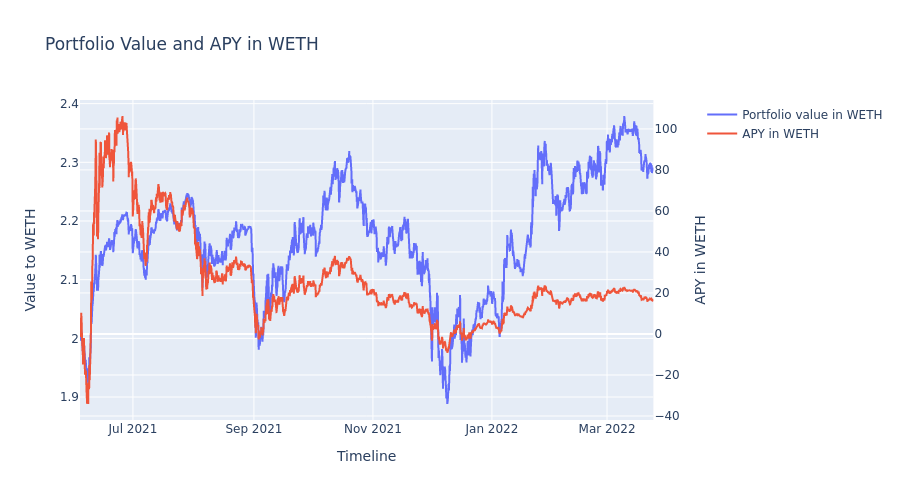 Portfolio Value and APY in WETH
Portfolio value in WETH
APY in WETH
2.4
2.3
2.2
2.1
2
1.9
Value to WETH
100
80
60
40
20
0
−20
−40
APY in WETH
Jul 2021
Sep 2021
Nov 2021
Jan 2022
Mar 2022
Timeline